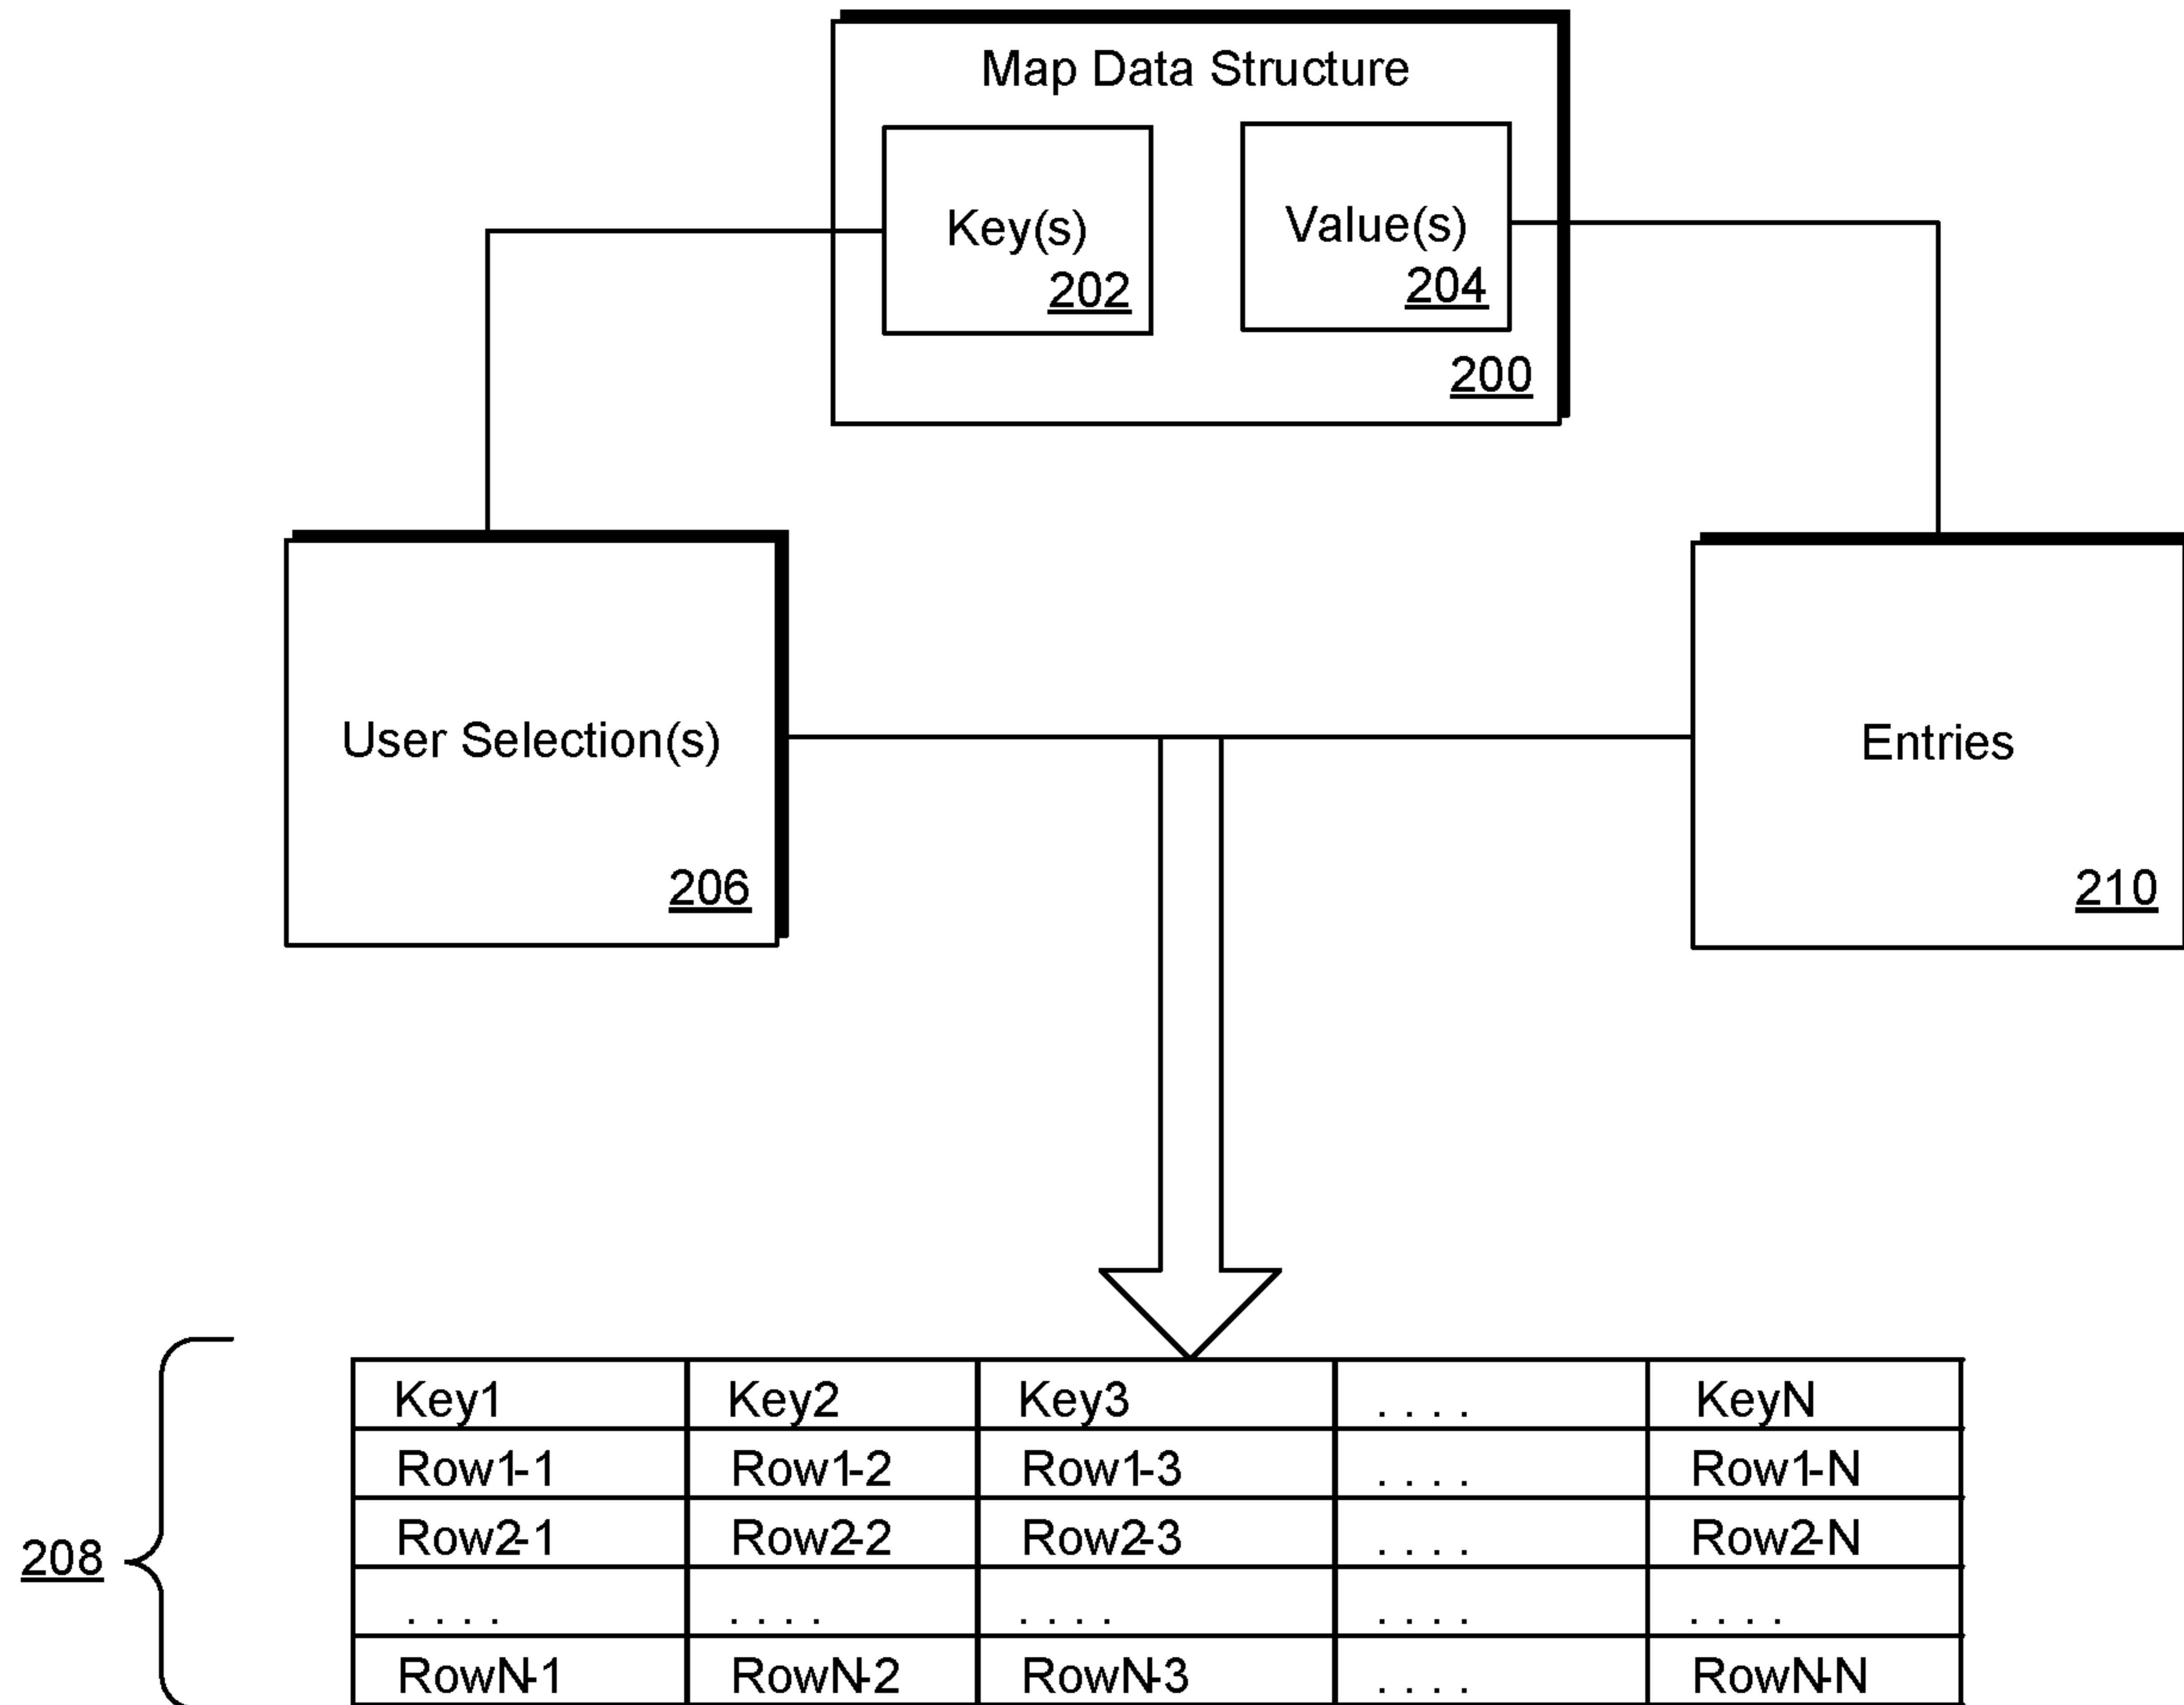 Map Data Structure
Key(s)
202
Value(s)
204
200
User Selection(s)
206
Entries
210
208
Key1 Key2 Key3 . . . . KeyN
Row1-1 Row1-2 Row1-3 . . . . Row1-N
Row2-1 Row2-2 Row2-3 . . . . Row2-N
. . . . . . . . . . . . . . . . . . . .
RowN-1 RowN-2 RowN-3 . . . . RowN-N